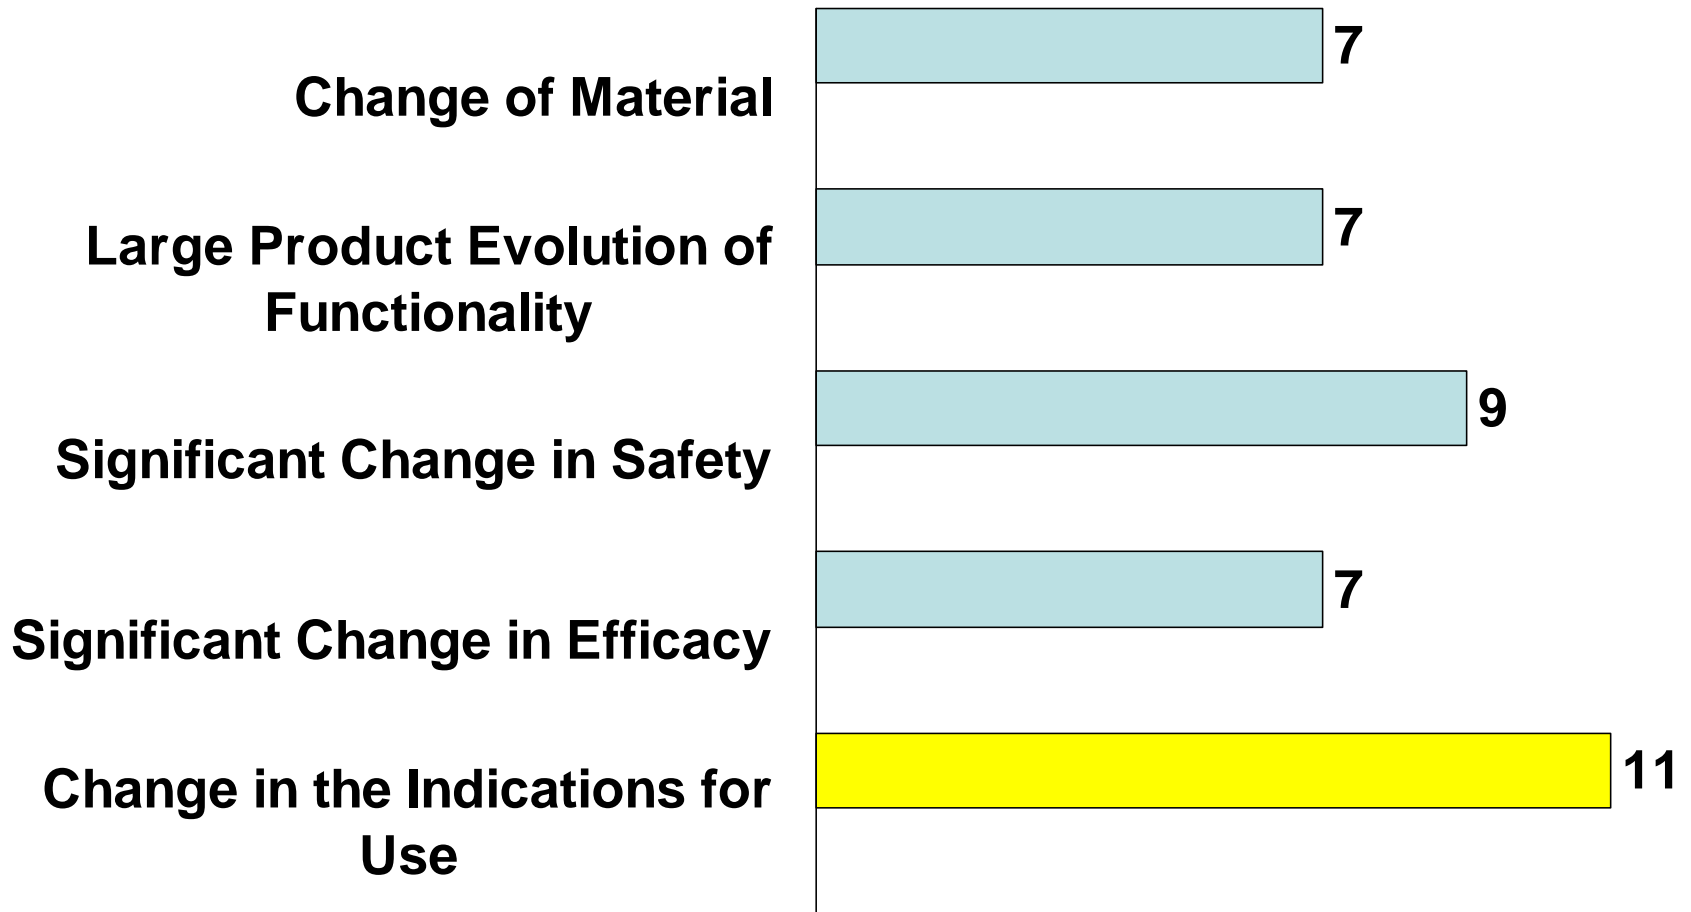 7
Change of Material
7
Large Product Evolution of
Functionality
9
Significant Change in Safety
7
Significant Change in Efficacy
11
Change in the Indications for
Use